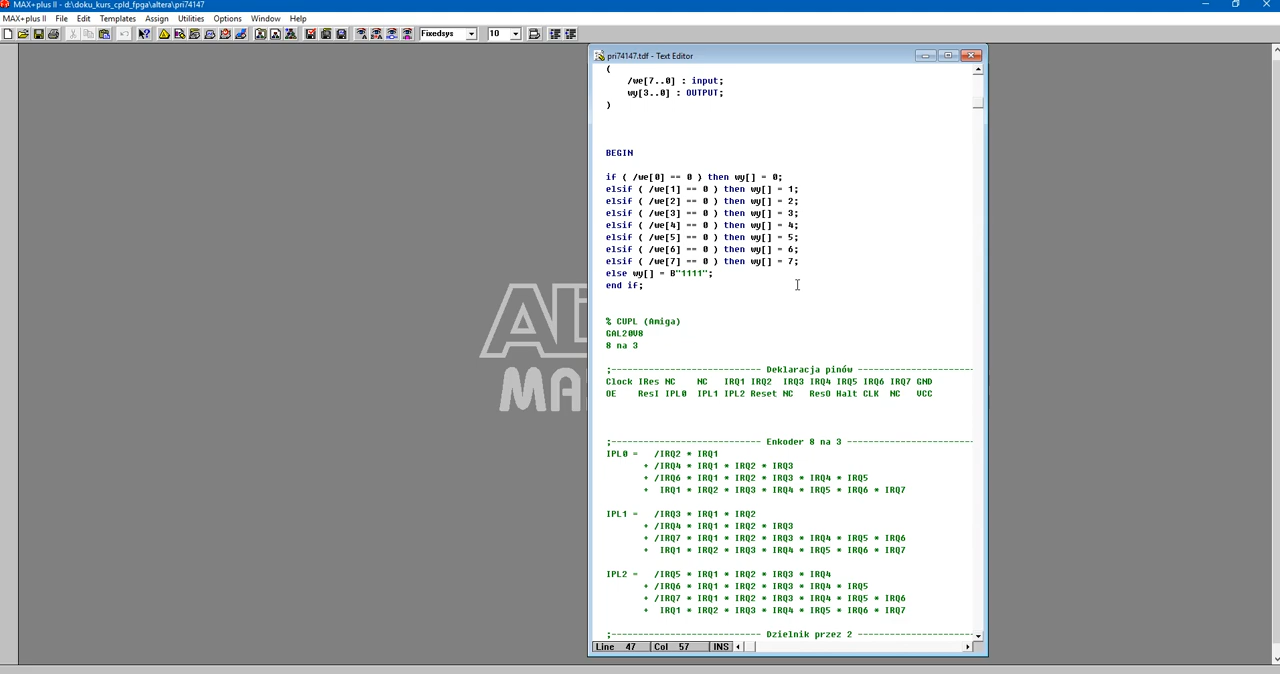 MAX+plus II - d:\doku_kurs_cpld_fpga\altera\pri74147
MAX+plus II File Edit Templates Assign Utilities Options Window Help
Fixedsys 10
pri74147.tdf - Text Editor
(
/we[7..0] : input;
wy[3..0] : OUTPUT;
)
BEGIN
if ( /we[0] == 0 ) then wy[] = 0;
elsif ( /we[1] == 0 ) then wy[] = 1;
elsif ( /we[2] == 0 ) then wy[] = 2;
elsif ( /we[3] == 0 ) then wy[] = 3;
elsif ( /we[4] == 0 ) then wy[] = 4;
elsif ( /we[5] == 0 ) then wy[] = 5;
elsif ( /we[6] == 0 ) then wy[] = 6;
elsif ( /we[7] == 0 ) then wy[] = 7;
else wy[] = B"1111";
end if;
% CUPL (Amiga)
GAL20V8
8 na 3
;---------------------------- Deklaracja pinów ---------------------
Clock IRes NC NC IRQ1 IRQ2 IRQ3 IRQ4 IRQ5 IRQ6 IRQ7 GND
OE ResI IPL0 IPL1 IPL2 Reset NC ResO Halt CLK NC VCC
;---------------------------- Enkoder 8 na 3 -----------------------
IPL0 = /IRQ2 * IRQ1
+ /IRQ4 * IRQ1 * IRQ2 * IRQ3
+ /IRQ6 * IRQ1 * IRQ2 * IRQ3 * IRQ4 * IRQ5
+ IRQ1 * IRQ2 * IRQ3 * IRQ4 * IRQ5 * IRQ6 * IRQ7
IPL1 = /IRQ3 * IRQ1 * IRQ2
+ /IRQ4 * IRQ1 * IRQ2 * IRQ3
+ /IRQ7 * IRQ1 * IRQ2 * IRQ3 * IRQ4 * IRQ5 * IRQ6
+ IRQ1 * IRQ2 * IRQ3 * IRQ4 * IRQ5 * IRQ6 * IRQ7
IPL2 = /IRQ5 * IRQ1 * IRQ2 * IRQ3 * IRQ4
+ /IRQ6 * IRQ1 * IRQ2 * IRQ3 * IRQ4 * IRQ5
+ /IRQ7 * IRQ1 * IRQ2 * IRQ3 * IRQ4 * IRQ5 * IRQ6
+ IRQ1 * IRQ2 * IRQ3 * IRQ4 * IRQ5 * IRQ6 * IRQ7
;---------------------------- Dzielnik przez 2 ---------------------
Line 47 Col 57 INS